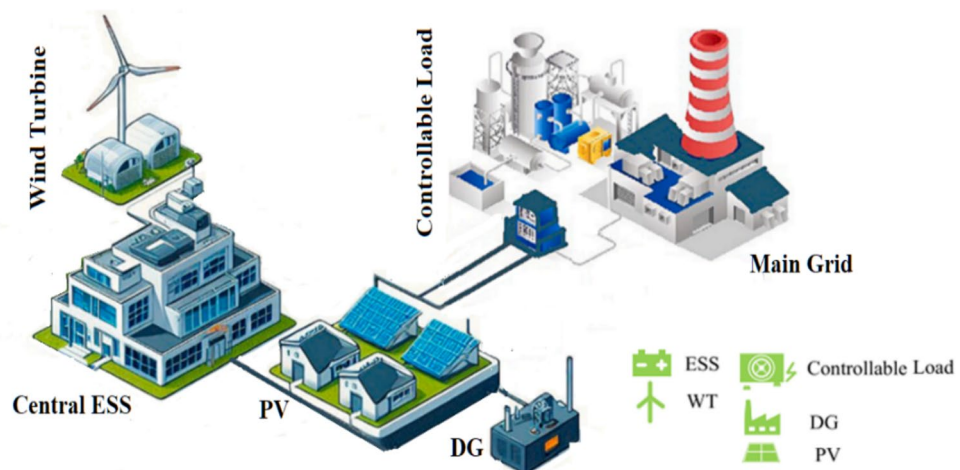 Wind Turbine
Controllable Load
Main Grid
Central ESS
PV
DG
ESS
Controllable Load
WT
DG
PV